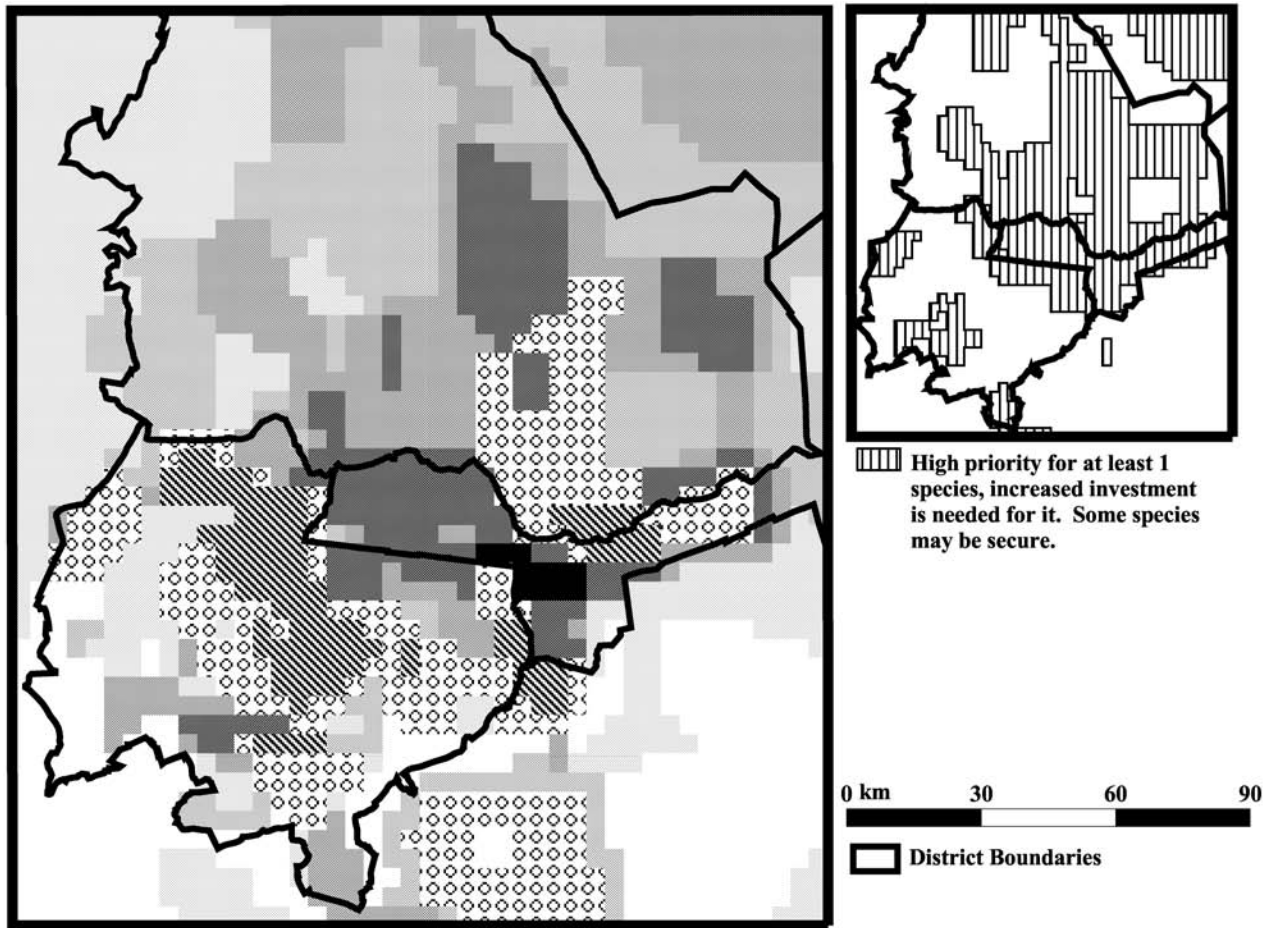 High priority for at least 1
species, increased investment
is needed for it. Some species
may be secure.
0 km 30 60 90
District Boundaries